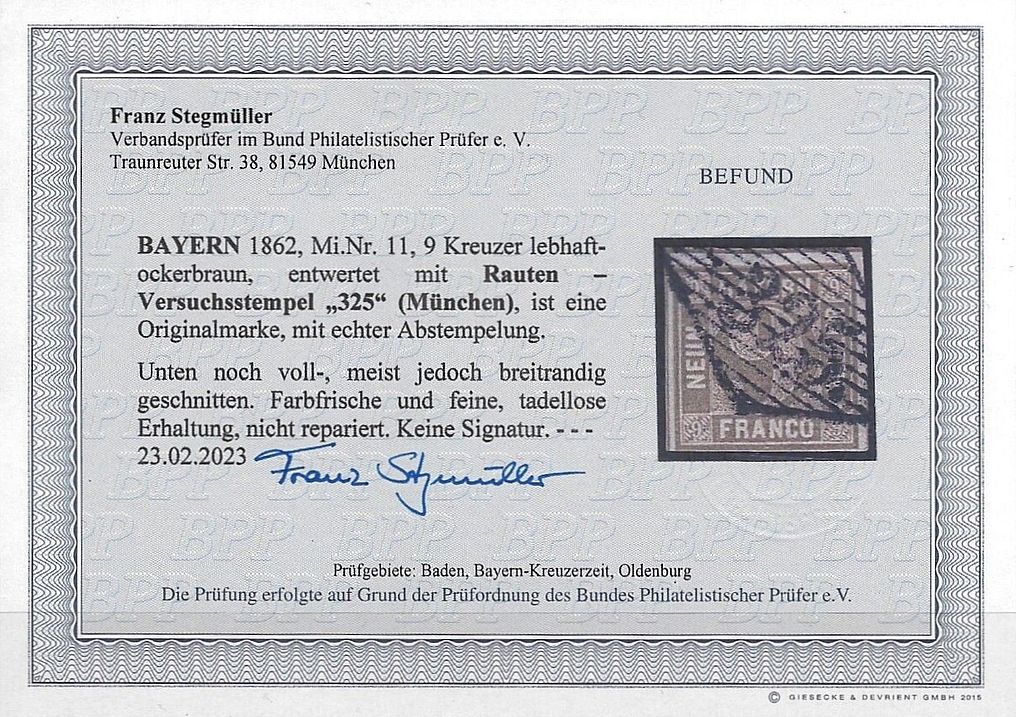 Franz Stegmüller
Verbandsprüfer im Bund Philatelistischer Prüfer e. V.
Traunreuter Str. 38, 81549 München
BEFUND
BAYERN 1862, Mi.Nr. 11, 9 Kreuzer lebhaft-
ockerbraun, entwertet mit Rauten –
Versuchsstempel „325“ (München), ist eine
Originalmarke, mit echter Abstempelung.
Unten noch voll-, meist jedoch breitrandig
geschnitten. Farbfrische und feine, tadellose
Erhaltung, nicht repariert. Keine Signatur. - - -
23.02.2023 Franz Stegmüller
NEUN
FRANCO
Prüfgebiete: Baden, Bayern-Kreuzerzeit, Oldenburg
Die Prüfung erfolgte auf Grund der Prüfordnung des Bundes Philatelistischer Prüfer e.V.
© GIESECKE & DEVRIENT GMBH 2015